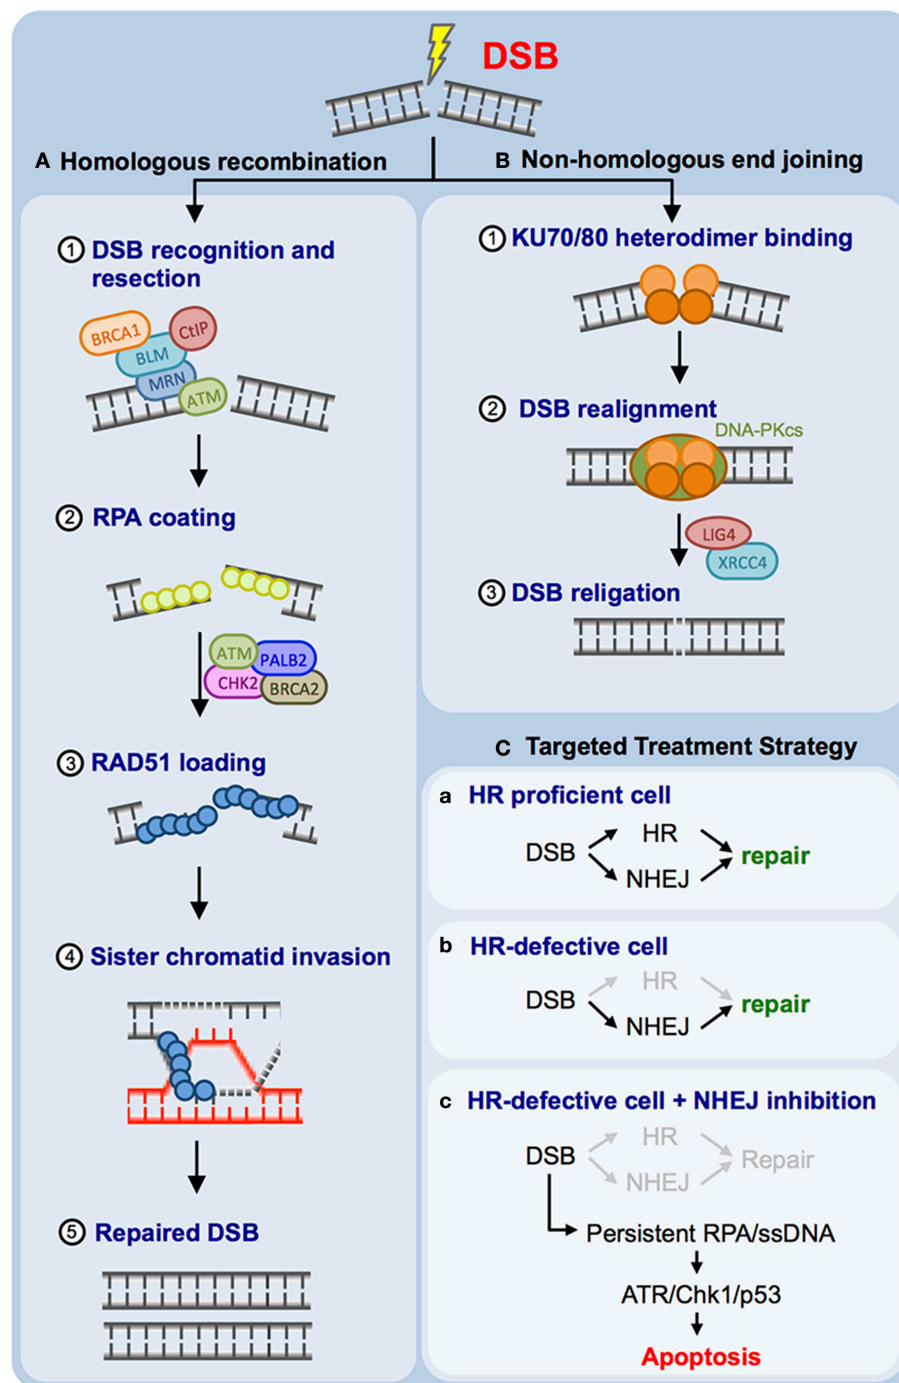 DSB
A Homologous recombination
B Non-homologous end joining
1 DSB recognition and
resection
BRCA1
CtIP
BLM
MRN
ATM
2 RPA coating
ATM
PALB2
CHK2
BRCA2
3 RAD51 loading
4 Sister chromatid invasion
5 Repaired DSB
1 KU70/80 heterodimer binding
2 DSB realignment
DNA-PKcs
LIG4
XRCC4
3 DSB religation
C Targeted Treatment Strategy
a HR proficient cell
HR
DSB
repair
NHEJ
b HR-defective cell
HR
DSB
repair
NHEJ
c HR-defective cell + NHEJ inhibition
HR
DSB
Repair
NHEJ
Persistent RPA/ssDNA
ATR/Chk1/p53
Apoptosis